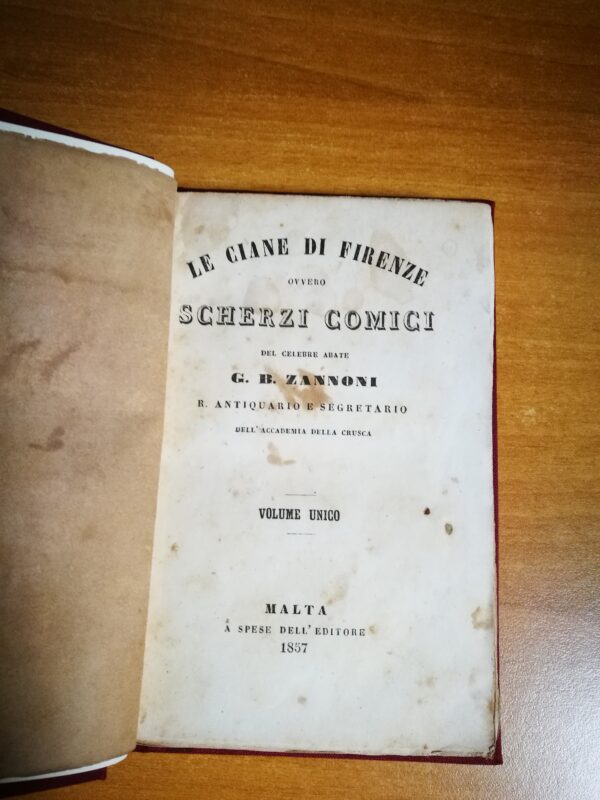 LE CIANE DI FIRENZE
OVVERO
SCHERZI COMICI
DEL CELEBRE ABATE
G. B. ZANNONI
R. ANTIQUARIO E SEGRETARIO
DELL'ACCADEMIA DELLA CRUSCA
VOLUME UNICO
MALTA
A SPESE DELL'EDITORE
1857